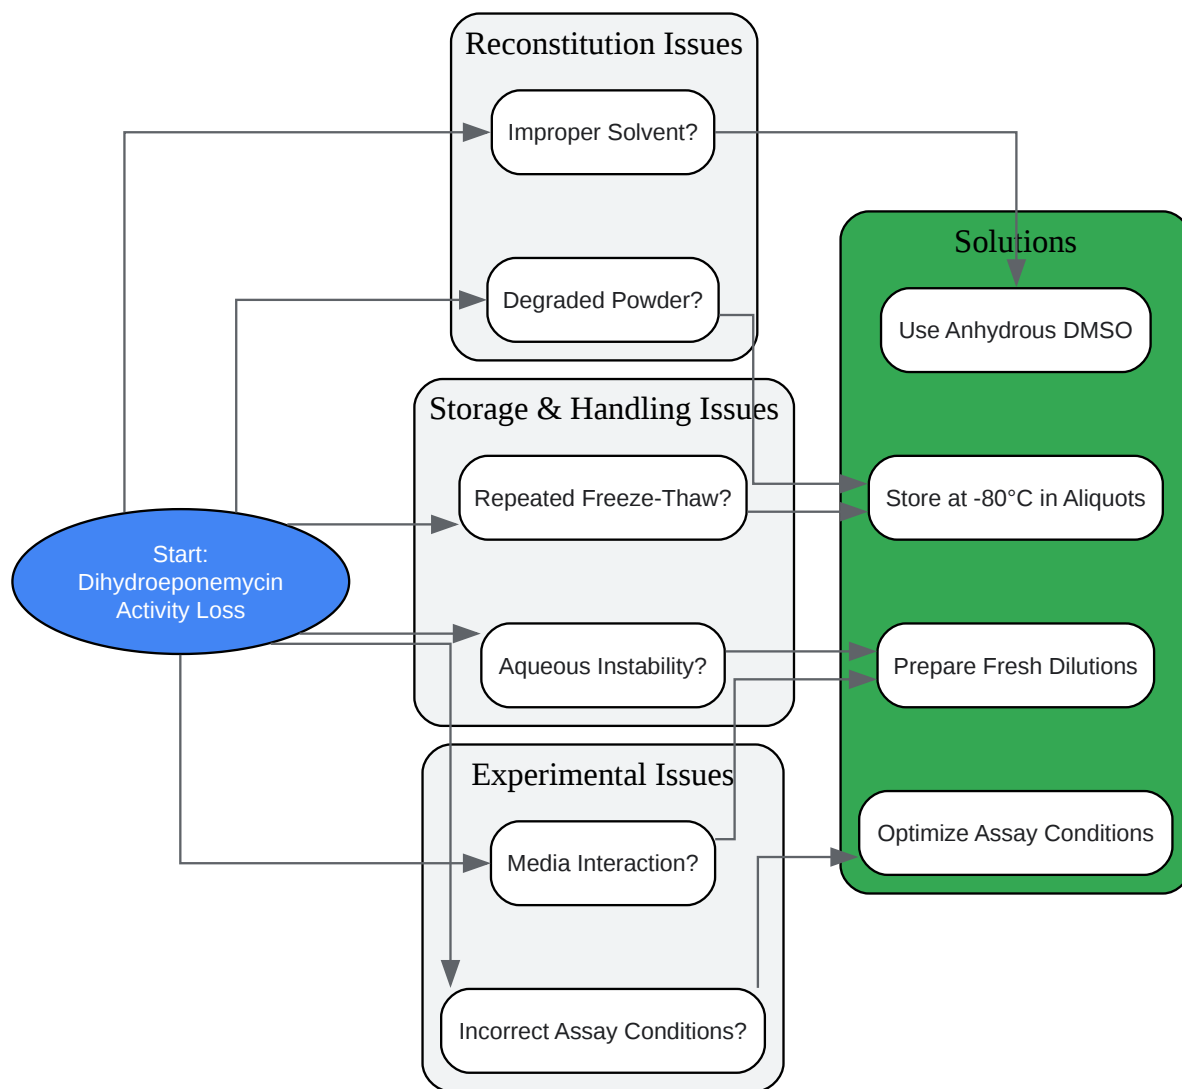 Reconstitution Issues
Improper Solvent?
Degraded Powder?
Storage & Handling Issues
Repeated Freeze-Thaw?
Aqueous Instability?
Experimental Issues
Media Interaction?
Incorrect Assay Conditions?
Start:
Dihydroeponemycin
Activity Loss
Solutions
Use Anhydrous DMSO
Store at -80°C in Aliquots
Prepare Fresh Dilutions
Optimize Assay Conditions